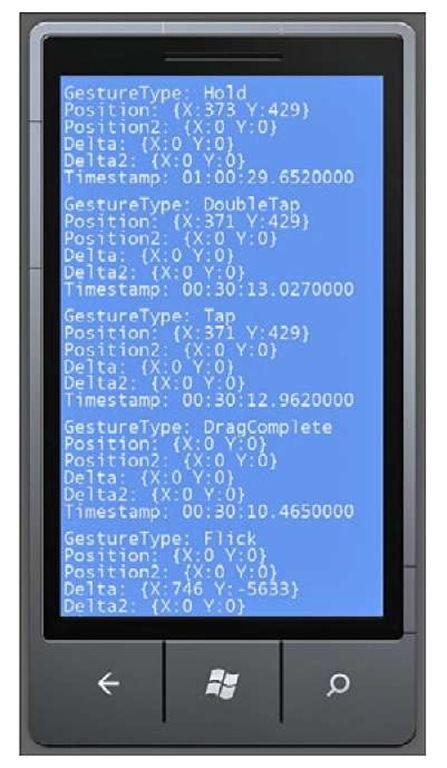 GestureType: Hold
Position: {X:373 Y:429}
Position2: {X:0 Y:0}
Delta: {X:0 Y:0}
Delta2: {X:0 Y:0}
Timestamp: 01:00:29.6520000
GestureType: DoubleTap
Position: {X:371 Y:429}
Position2: {X:0 Y:0}
Delta: {X:0 Y:0}
Delta2: {X:0 Y:0}
Timestamp: 00:30:13.0270000
GestureType: Tap
Position: {X:371 Y:429}
Position2: {X:0 Y:0}
Delta: {X:0 Y:0}
Delta2: {X:0 Y:0}
Timestamp: 00:30:12.9620000
GestureType: DragComplete
Position: {X:0 Y:0}
Position2: {X:0 Y:0}
Delta: {X:0 Y:0}
Delta2: {X:0 Y:0}
Timestamp: 00:30:10.4650000
GestureType: Flick
Position: {X:0 Y:0}
Position2: {X:0 Y:0}
Delta: {X:746 Y:-5633}
Delta2: {X:0 Y:0}